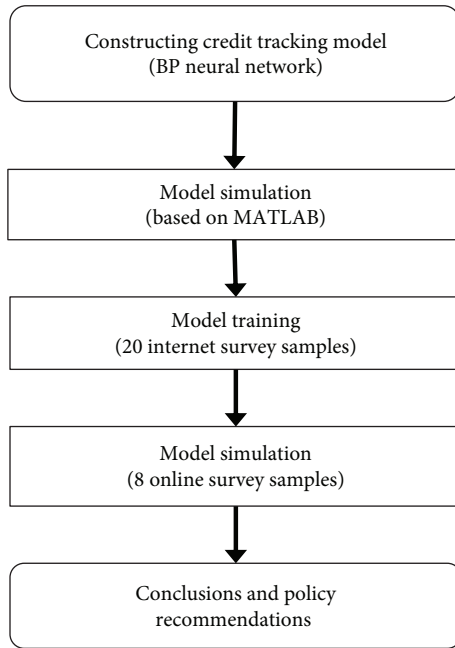 Constructing credit tracking model
(BP neural network)
Model simulation
(based on MATLAB)
Model training
(20 internet survey samples)
Model simulation
(8 online survey samples)
Conclusions and policy
recommendations